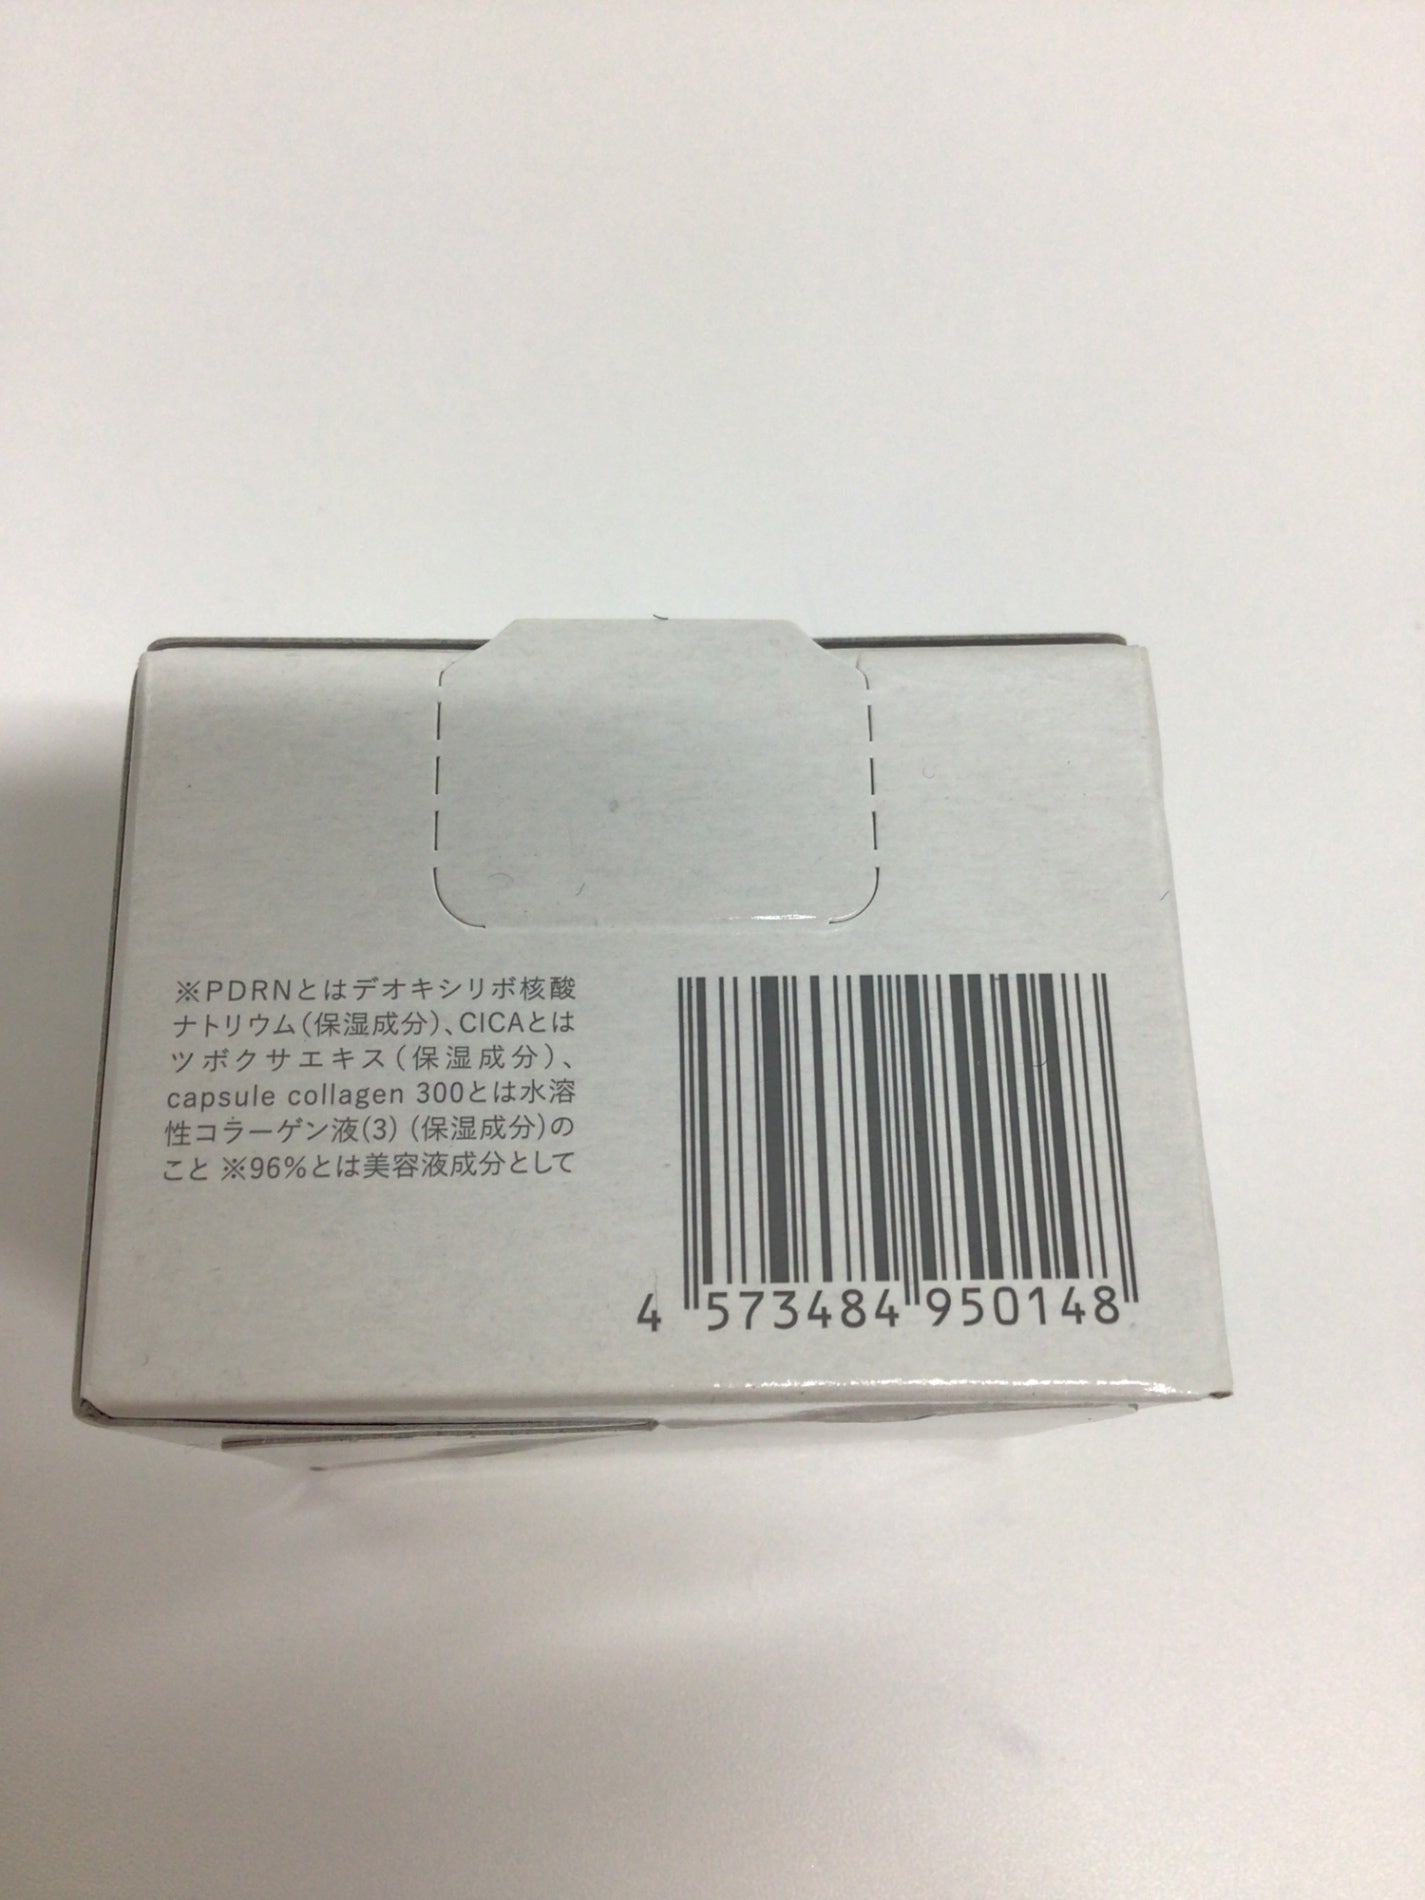 ※PDRNとはデオキシリボ核酸
ナトリウム(保湿成分)、CICAとは
ツボクサエキス(保湿成分)、
capsule collagen 300とは水溶
性コラーゲン液(3) (保湿成分)の
こと ※96%とは美容液成分として
4 573484 950148